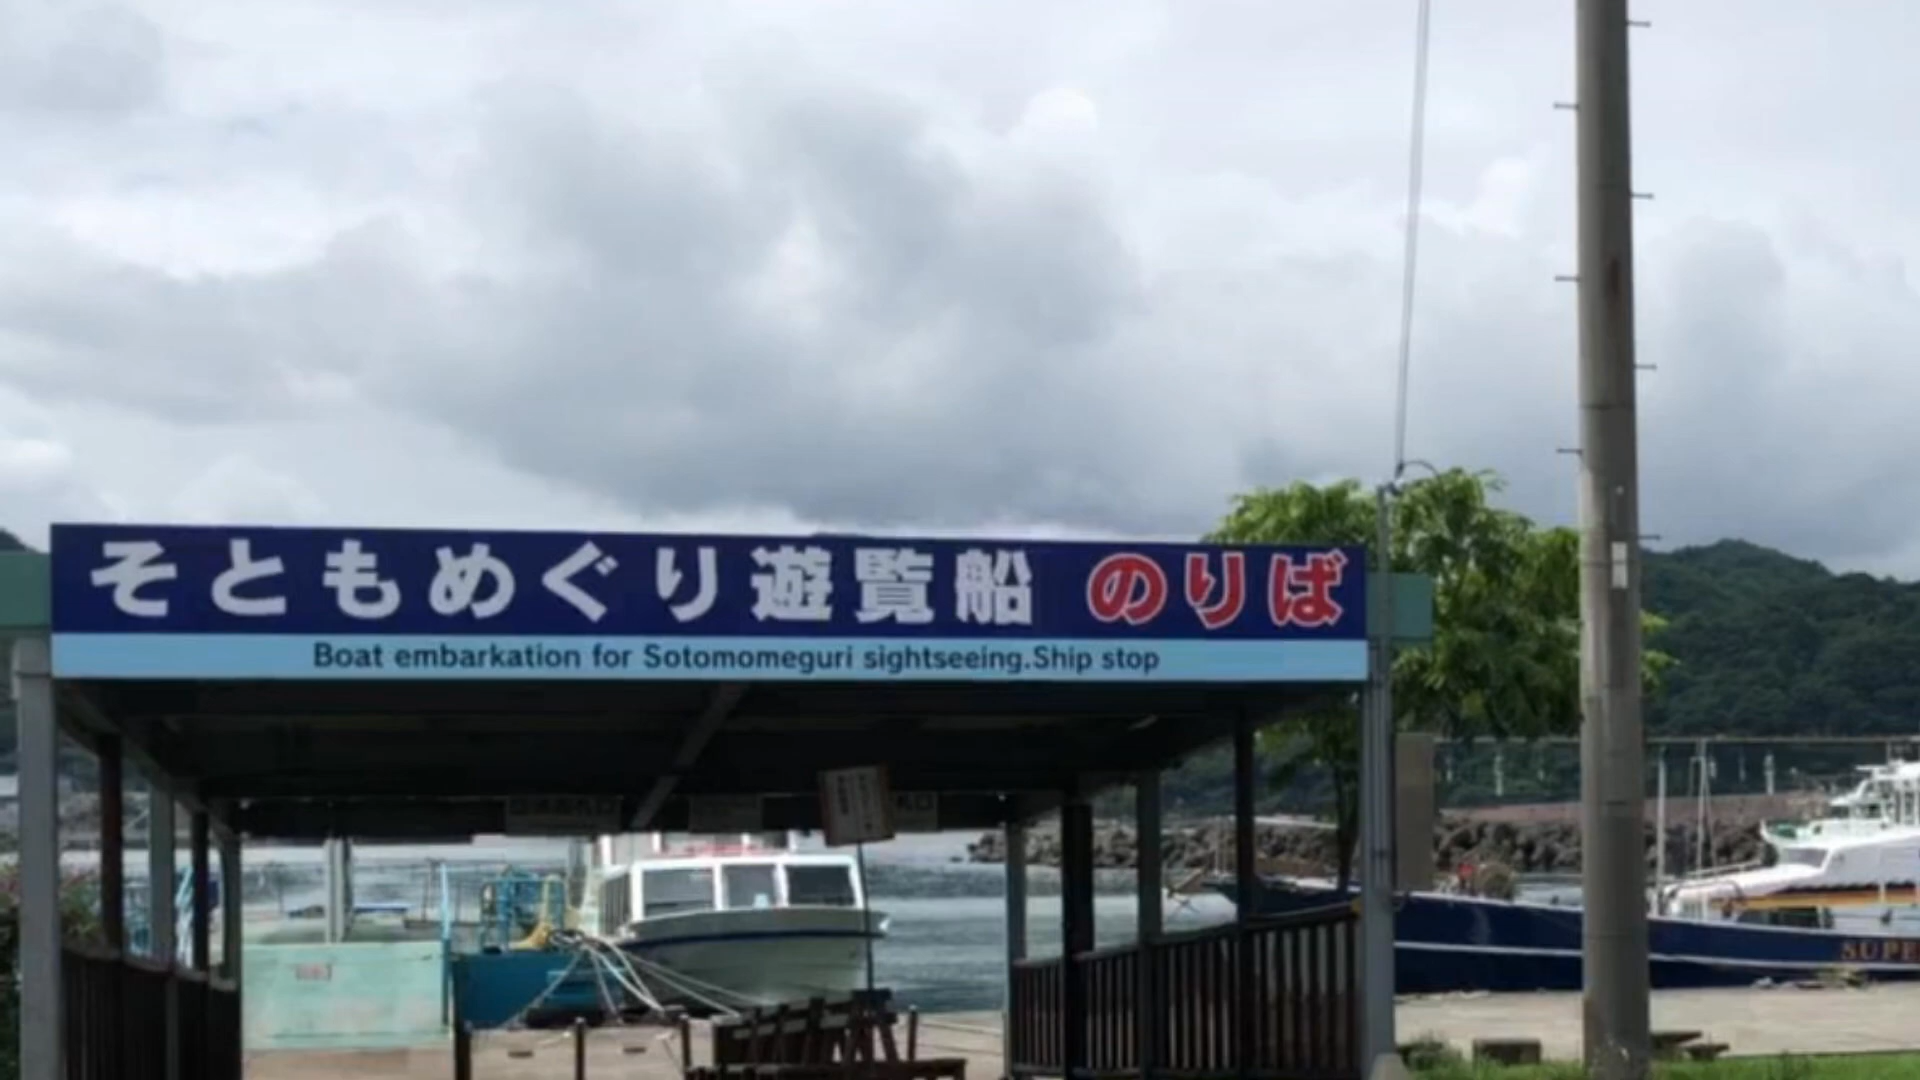 そともめぐり遊覧船 のりば
Boat embarkation for Sotomomeguri sightseeing.Ship stop
SUPE